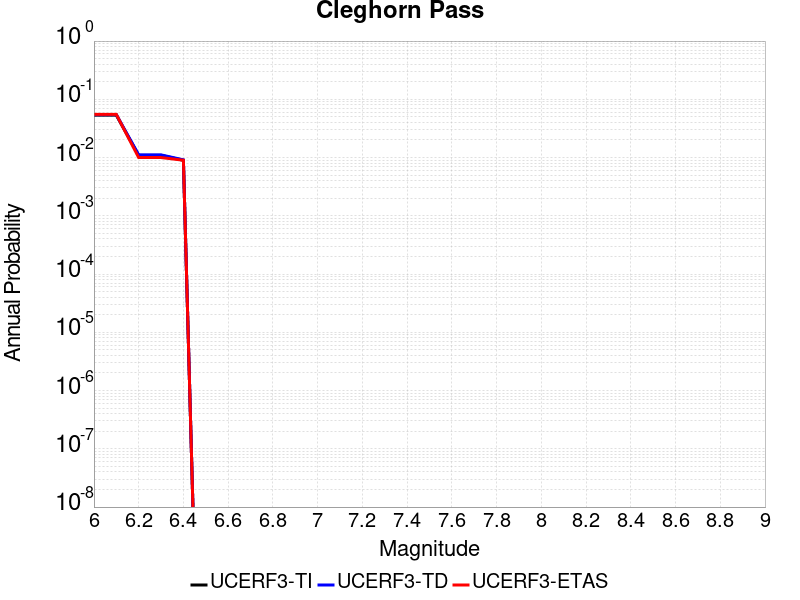 Cleghorn Pass
10^0
10^-1
10^-2
10^-3
10^-4
10^-5
10^-6
10^-7
10^-8
Annual Probability
6 6.2 6.4 6.6 6.8 7 7.2 7.4 7.6 7.8 8 8.2 8.4 8.6 8.8 9
Magnitude
UCERF3-TI UCERF3-TD UCERF3-ETAS